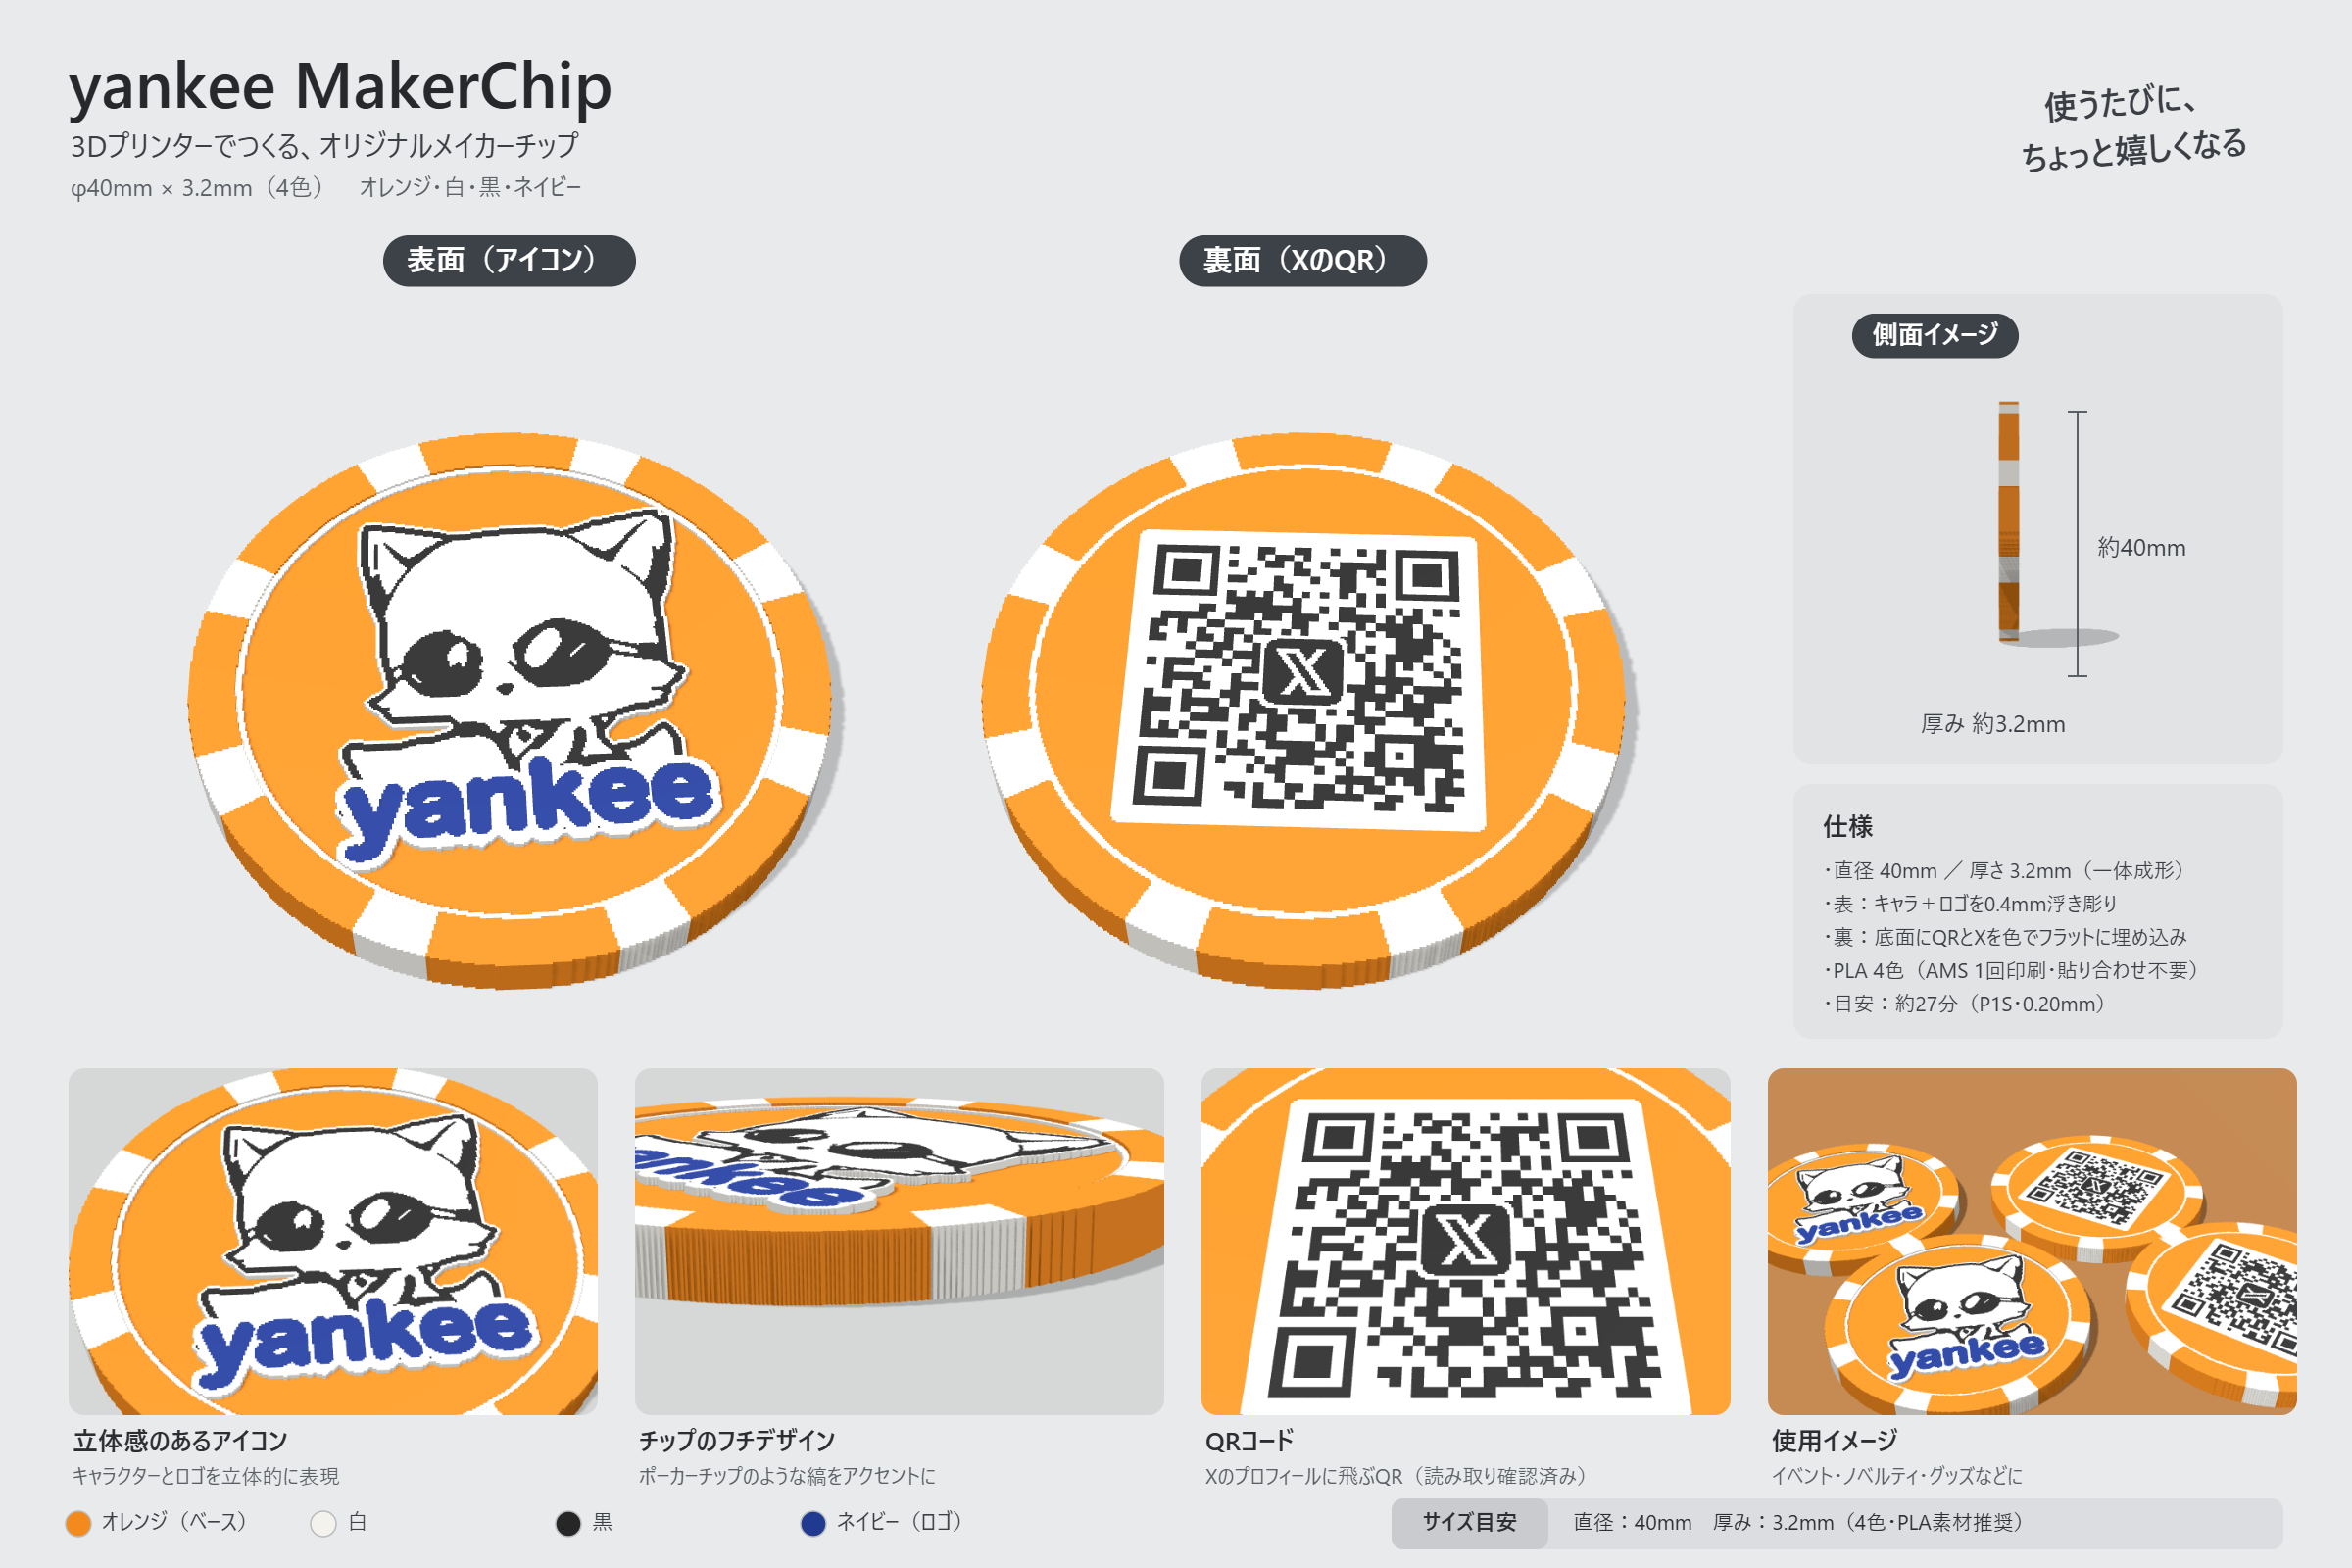 yankee MakerChip
3Dプリンターでつくる、オリジナルメイカーチップ
φ40mm × 3.2mm（4色）　オレンジ・白・黒・ネイビー
使うたびに、
ちょっと嬉しくなる
表面（アイコン）
裏面（XのQR）
側面イメージ
約40mm
厚み 約3.2mm
yankee
X
仕様
・直径 40mm ／ 厚さ 3.2mm（一体成形）
・表：キャラ＋ロゴを0.4mm浮き彫り
・裏：底面にQRとXを色でフラットに埋め込み
・PLA 4色（AMS 1回印刷・貼り合わせ不要）
・目安：約27分（P1S・0.20mm）
yankee
ankee
X
yankee
yankee
立体感のあるアイコン
キャラクターとロゴを立体的に表現
チップのフチデザイン
ポーカーチップのような縞をアクセントに
QRコード
Xのプロフィールに飛ぶQR（読み取り確認済み）
使用イメージ
イベント・ノベルティ・グッズなどに
オレンジ（ベース）
白
黒
ネイビー（ロゴ）
サイズ目安
直径：40mm　厚み：3.2mm（4色・PLA素材推奨）